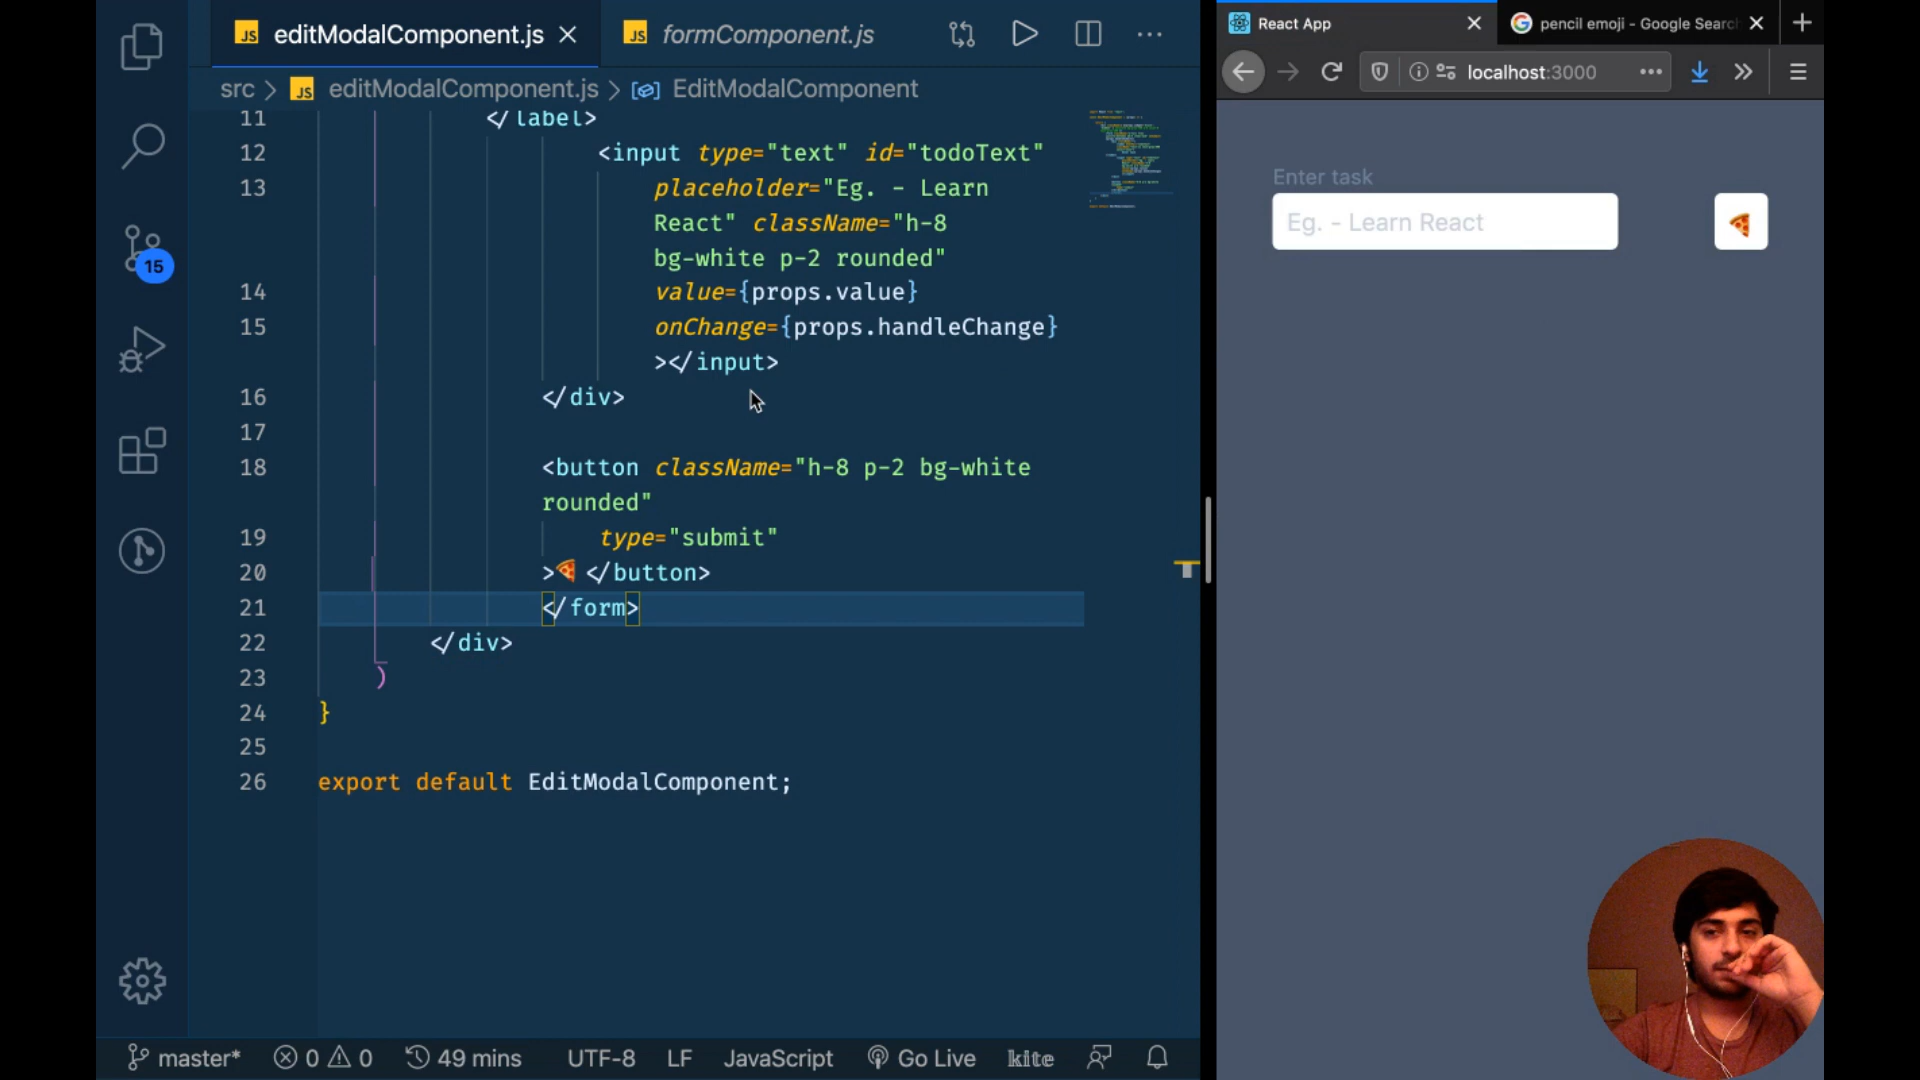 JS editModalComponent.js
JS formComponent.js
src > JS editModalComponent.js > EditModalComponent
11 </label>
12 <input type="text" id="todoText"
13 placeholder="Eg. - Learn
React" className="h-8
bg-white p-2 rounded"
14 value={props.value}
15 onChange={props.handleChange}
></input>
16 </div>
17
18 <button className="h-8 p-2 bg-white
rounded"
19 type="submit"
20 >🍕 </button>
21 </form>
22 </div>
23 )
24 }
25
26 export default EditModalComponent;
15
master* 0 0 49 mins UTF-8 LF JavaScript Go Live kite
React App
pencil emoji - Google Searc
localhost:3000
Enter task
Eg. - Learn React